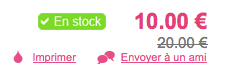 En stock 10.00 €
20.00 €
Imprimer Envoyer à un ami